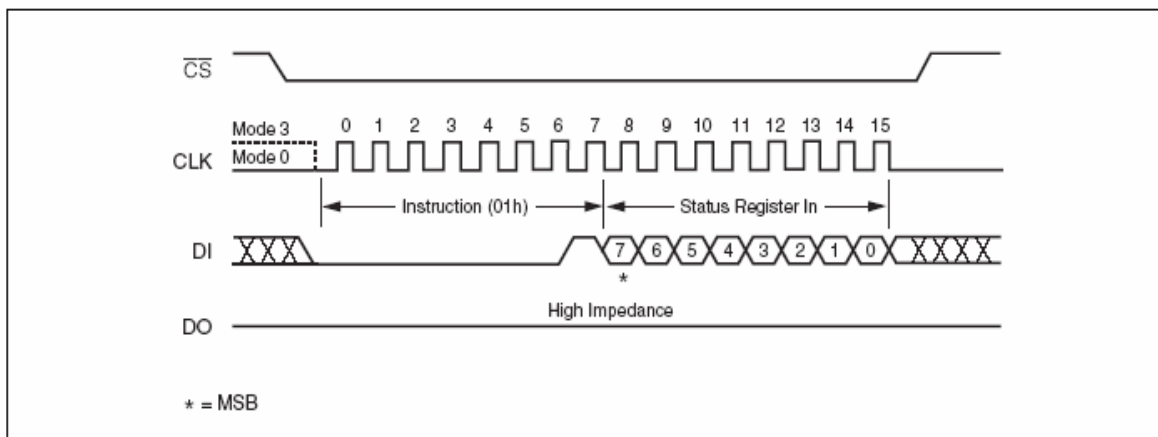 CS
Mode 3
0 1 2 3 4 5 6 7 8 9 10 11 12 13 14 15
CLK
Mode 0
Instruction (01h)
Status Register In
DI
7 6 5 4 3 2 1 0
*
High Impedance
DO
* = MSB